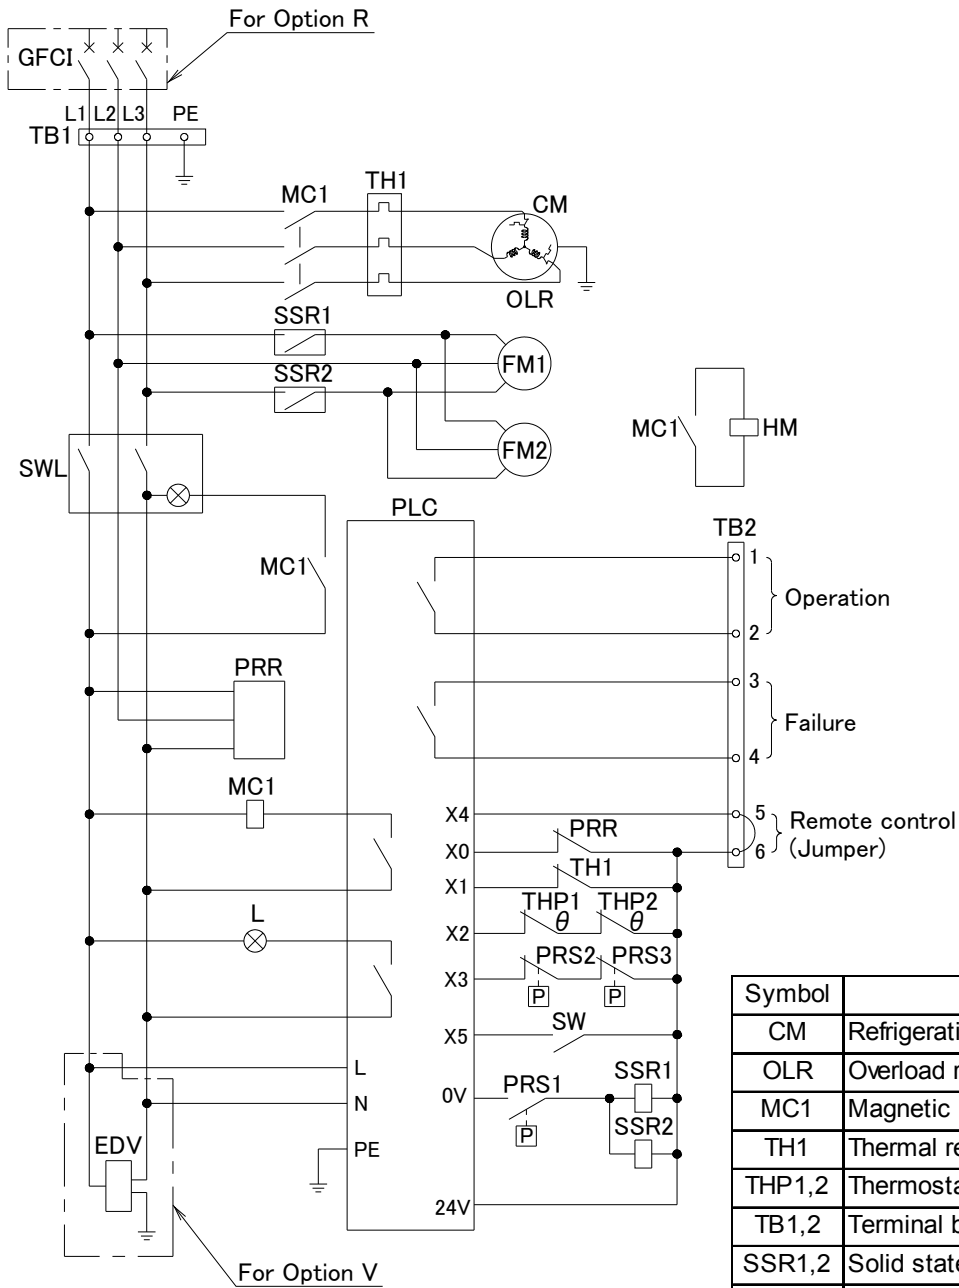 For Option R
GFCI
L1 L2 L3 PE
TB1
MC1 TH1
CM
OLR
SSR1
FM1
SSR2
MC1 HM
FM2
SWL
PLC
TB2
1
MC1
Operation
2
PRR
3
Failure
4
MC1
X4 5
Remote control
PRR
X0 6
(Jumper)
TH1
X1
THP1 THP2
θ θ
X2
L
PRS2 PRS3
X3
P P
SW
X5
L
PRS1 SSR1
0V
N
P
SSR2
EDV
PE
24V
For Option V
Symbol
CM Refrigerati
OLR Overload
MC1 Magnetic
TH1 Thermal re
THP1,2 Thermosta
TB1,2 Terminal
SSR1,2 Solid state